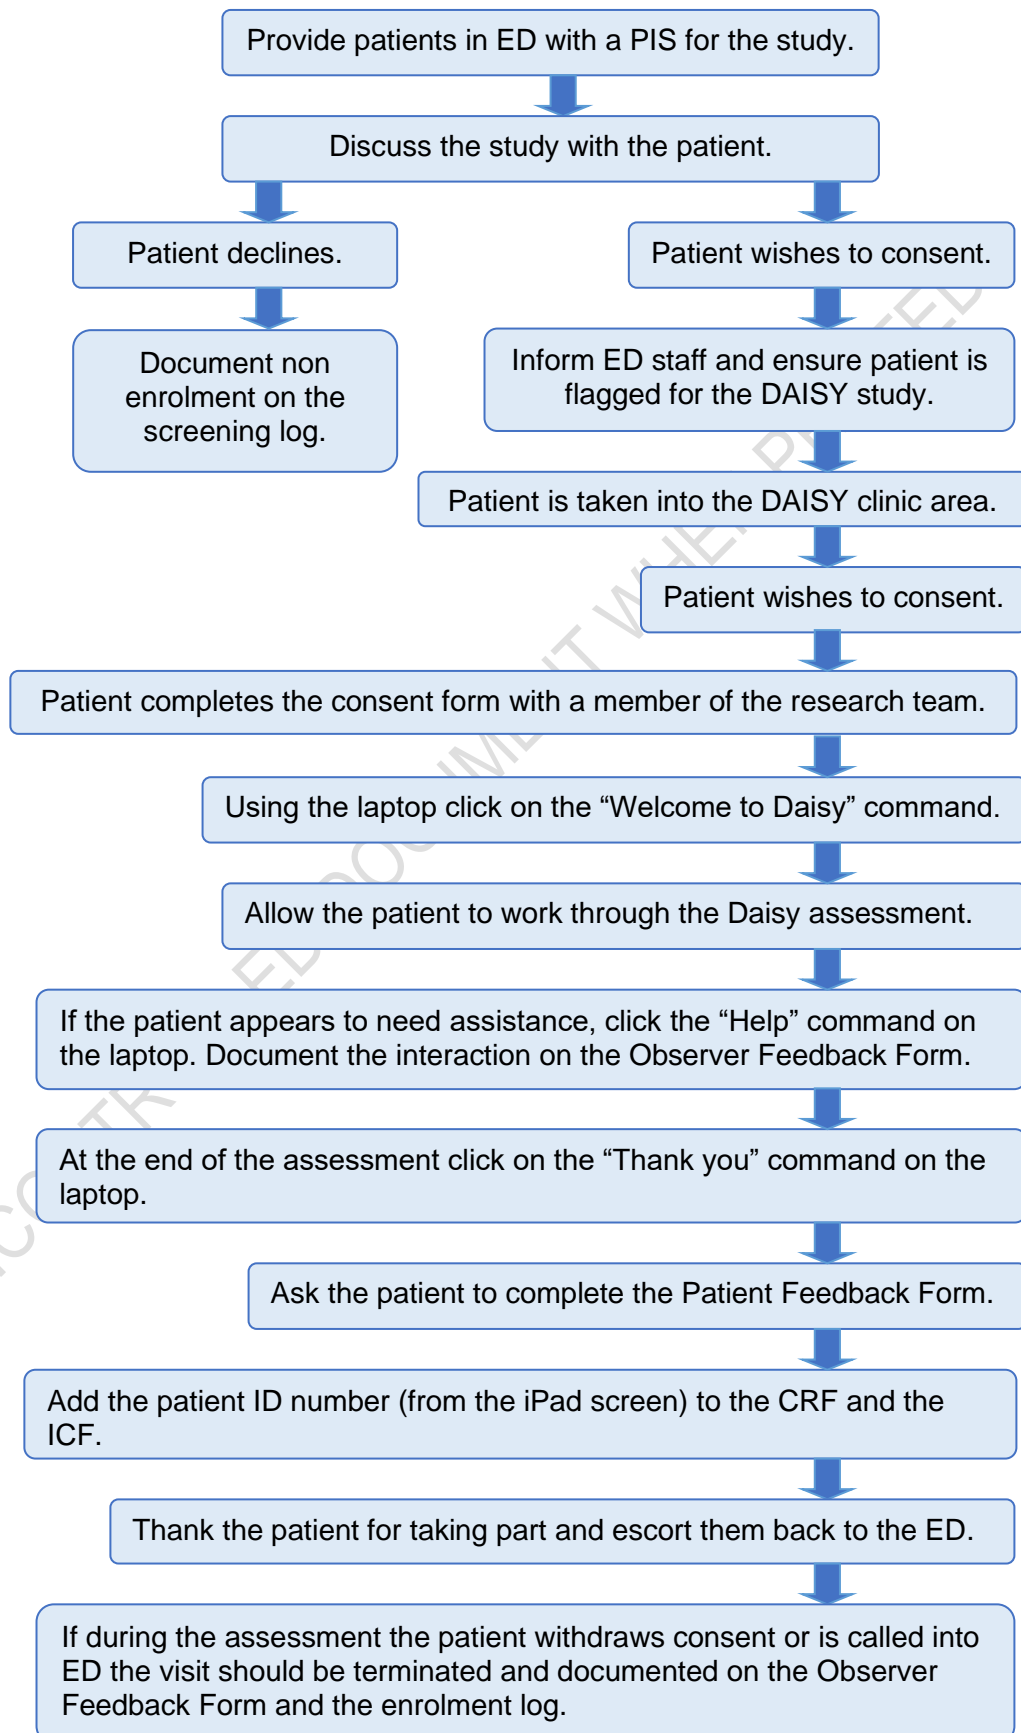 Provide patients in ED with a PIS for the study.
Discuss the study with the patient.
Patient declines.
Patient wishes to consent.
Document non
enrolment on the
screening log.
Inform ED staff and ensure patient is
flagged for the DAISY study.
Patient is taken into the DAISY clinic area.
Patient wishes to consent.
Patient completes the consent form with a member of the research team.
Using the laptop click on the “Welcome to Daisy” command.
Allow the patient to work through the Daisy assessment.
If the patient appears to need assistance, click the “Help” command on
the laptop. Document the interaction on the Observer Feedback Form.
At the end of the assessment click on the “Thank you” command on the
laptop.
Ask the patient to complete the Patient Feedback Form.
Add the patient ID number (from the iPad screen) to the CRF and the
ICF.
Thank the patient for taking part and escort them back to the ED.
If during the assessment the patient withdraws consent or is called into
ED the visit should be terminated and documented on the Observer
Feedback Form and the enrolment log.